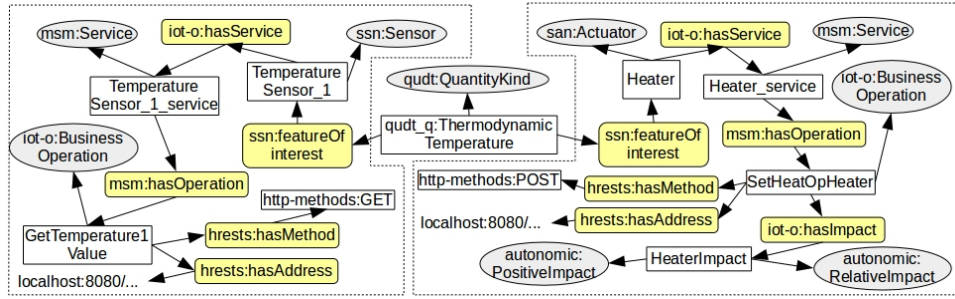 msm:Service
iot-o:hasService
ssn:Sensor
Temperature
Sensor_1_service
Temperature
Sensor_1
iot-o:Business
Operation
ssn:featureOf
interest
msm:hasOperation
http-methods:GET
GetTemperature1
Value
hrests:hasMethod
hrests:hasAddress
localhost:8080/...
qudt:QuantityKind
qudt_q:Thermodynamic
Temperature
san:Actuator
iot-o:hasService
msm:Service
Heater
Heater_service
iot-o:Business
Operation
ssn:featureOf
interest
msm:hasOperation
http-methods:POST
hrests:hasMethod
SetHeatOpHeater
localhost:8080/...
hrests:hasAddress
iot-o:hasImpact
autonomic:
PositiveImpact
HeaterImpact
autonomic:
RelativeImpact